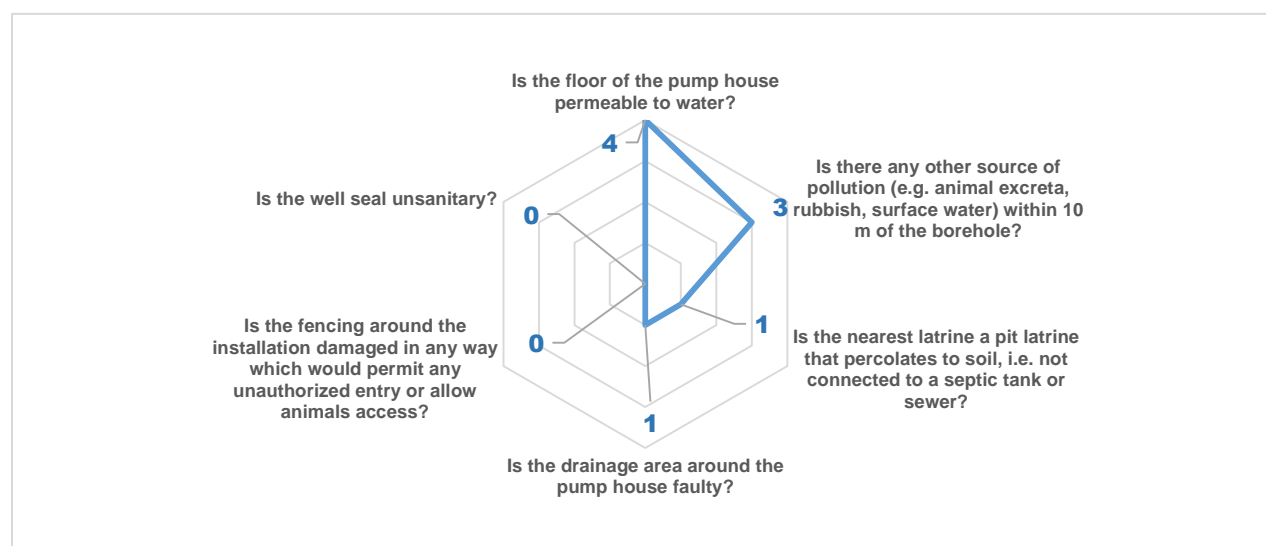 Is the floor of the pump house
permeable to water?
4
Is there any other source of
pollution (e.g. animal excreta,
3 rubbish, surface water) within 10
m of the borehole?
Is the well seal unsanitary?
0
Is the fencing around the
installation damaged in any way
which would permit any
unauthorized entry or allow
animals access?
0
1
Is the nearest latrine a pit latrine
that percolates to soil, i.e. not
connected to a septic tank or
sewer?
1
Is the drainage area around the
pump house faulty?